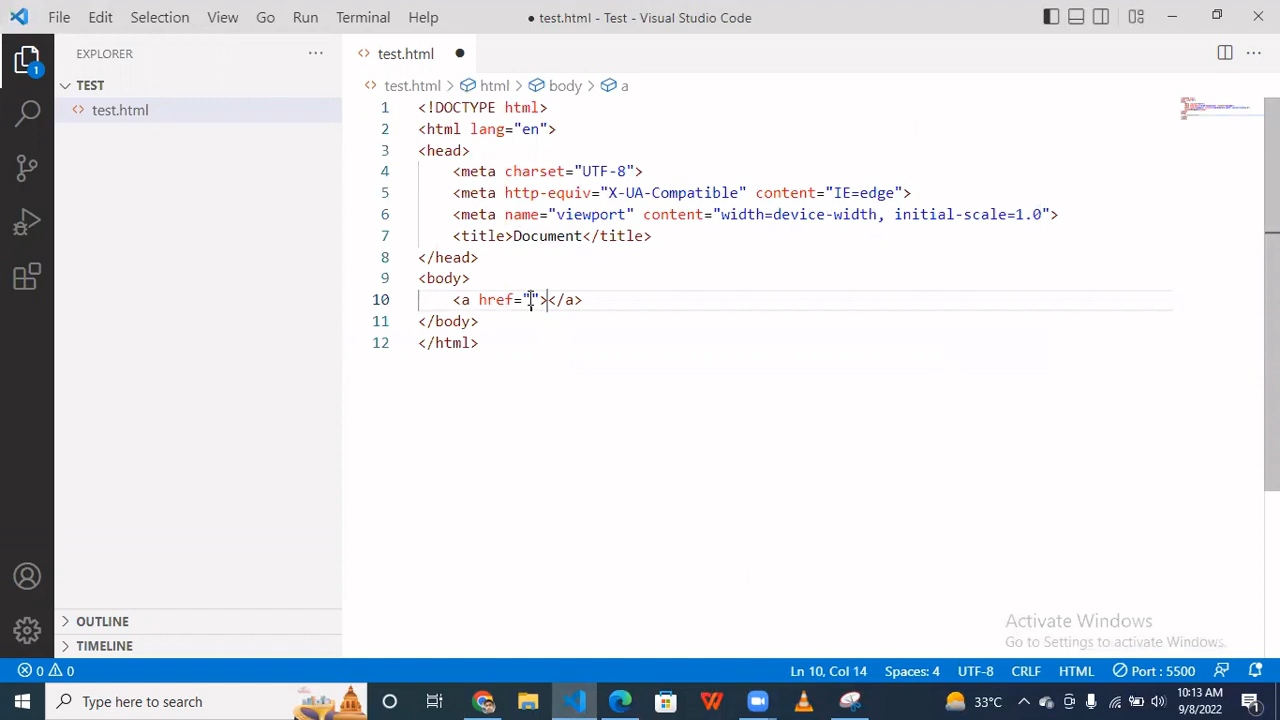 File Edit Selection View Go Run Terminal Help
● test.html - Test - Visual Studio Code
EXPLORER
1
TEST
<> test.html
OUTLINE
TIMELINE
<> test.html ●
<> test.html > html > body > a
1 <!DOCTYPE html>
2 <html lang="en">
3 <head>
4 <meta charset="UTF-8">
5 <meta http-equiv="X-UA-Compatible" content="IE=edge">
6 <meta name="viewport" content="width=device-width, initial-scale=1.0">
7 <title>Document</title>
8 </head>
9 <body>
10 <a href=""></a>
11 </body>
12 </html>
Activate Windows
Go to Settings to activate Windows.
0 0
Ln 10, Col 14 Spaces: 4 UTF-8 CRLF HTML Port : 5500
Type here to search
33°C
10:13 AM
9/8/2022
1